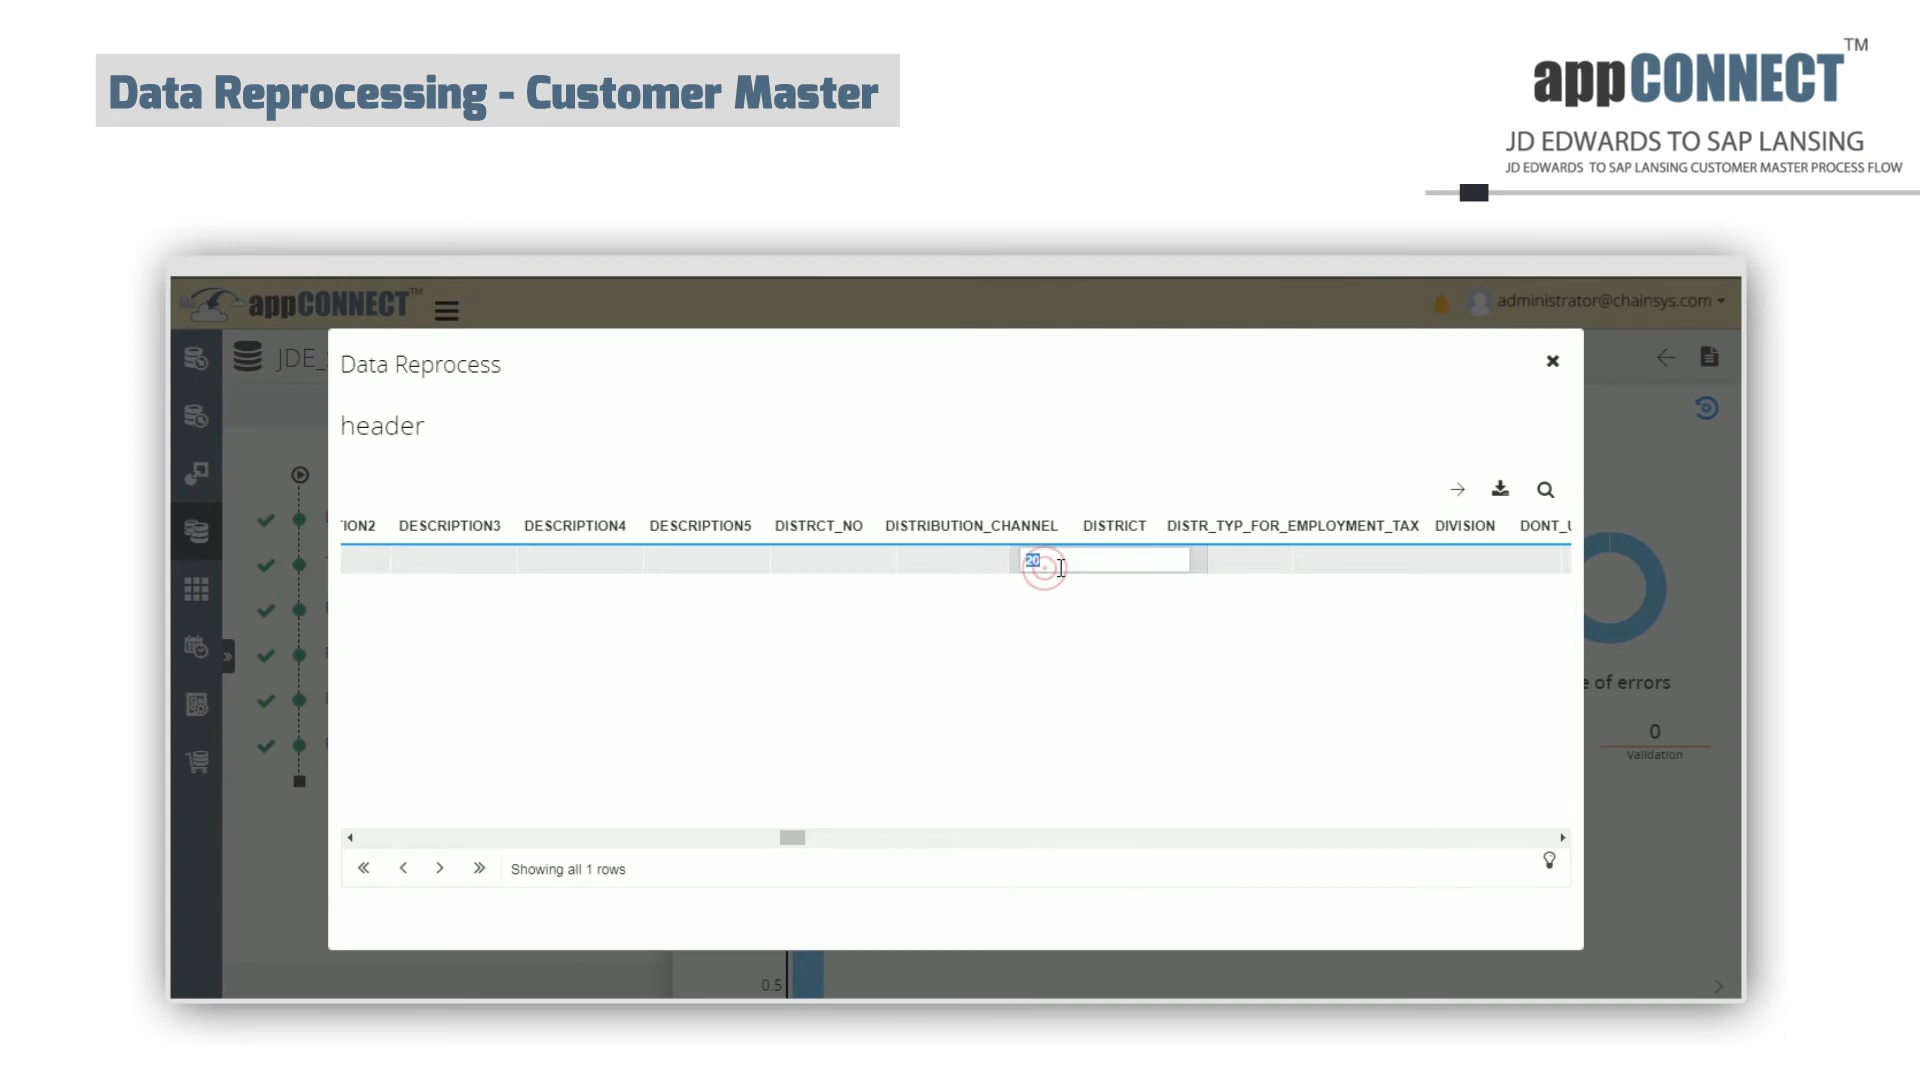 Data Reprocessing - Customer Master
appCONNECT™
JD EDWARDS TO SAP LANSING
JD EDWARDS TO SAP LANSING CUSTOMER MASTER PROCESS FLOW
appCONNECT™
administrator@chainsys.com
JDE_
Data Reprocess
header
TION2 DESCRIPTION3 DESCRIPTION4 DESCRIPTION5 DISTRCT_NO DISTRIBUTION_CHANNEL DISTRICT DISTR_TYP_FOR_EMPLOYMENT_TAX DIVISION DONT_U
20
e of errors
0
Validation
Showing all 1 rows
0.5